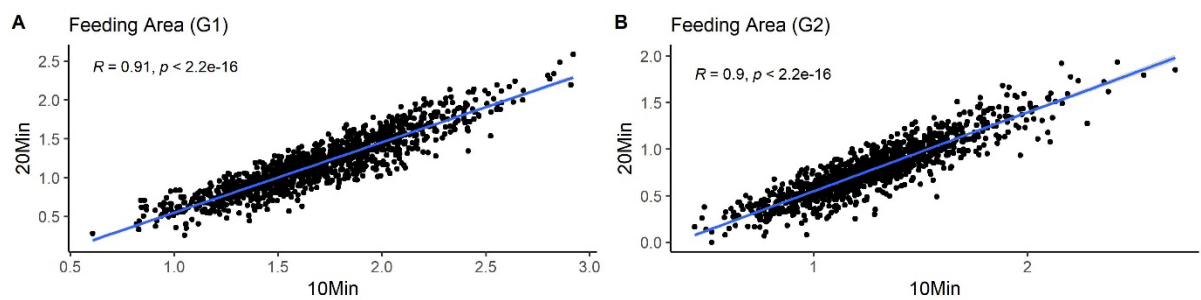 A Feeding Area (G1)
R = 0.91, p < 2.2e-16
2.5
2.0
1.5
1.0
0.5
20Min
0.5 1.0 1.5 2.0 2.5 3.0
10Min
B Feeding Area (G2)
R = 0.9, p < 2.2e-16
2.0
1.5
1.0
0.5
0.0
20Min
1 2
10Min